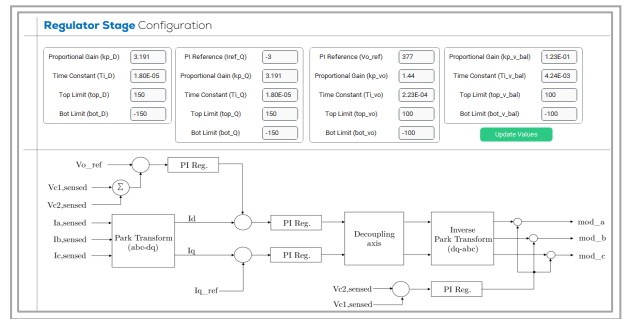 Regulator Stage Configuration
Proportional Gain (kp_D) 3.191
Time Constant (Ti_D) 1.80E-05
Top Limit (top_D) 150
Bot Limit (bot_D) -150
PI Reference (Iref_Q) -3
Proportional Gain (kp_Q) 3.191
Time Constant (Ti_Q) 1.80E-05
Top Limit (top_Q) 150
Bot Limit (bot_Q) -150
PI Reference (Vo_ref) 377
Proportional Gain (kp_vo) 1.44
Time Constant (Ti_vo) 2.23E-04
Top Limit (top_vo) 100
Bot Limit (bot_vo) -100
Proportional Gain (kp_v_bal) 1.23E-01
Time Constant (Ti_v_bal) 4.24E-03
Top Limit (top_v_bal) 100
Bot Limit (bot_v_bal) -100
Update Values
Vo_ref
PI Reg.
Vc1,sensed
Σ
Vc2,sensed
Ia,sensed
Ib,sensed
Ic,sensed
Park Transform
(abc-dq)
Id
Iq
Iq_ref
PI Reg.
PI Reg.
Decoupling
axis
Inverse
Park Transform
(dq-abc)
mod_a
mod_b
mod_c
Vc2,sensed
Vc1,sensed
PI Reg.